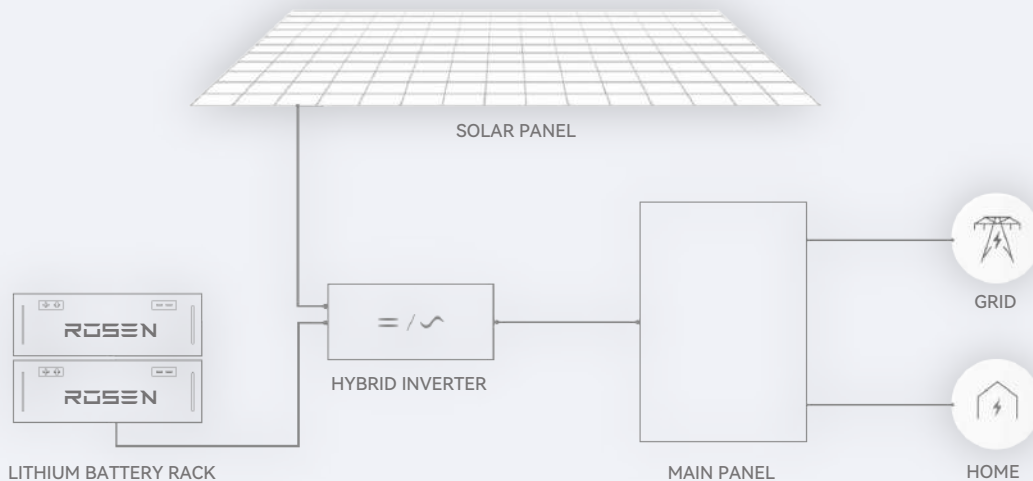 SOLAR PANEL
GRID
ROSEN
= / ∿
HYBRID INVERTER
ROSEN
LITHIUM BATTERY RACK
MAIN PANEL
HOME